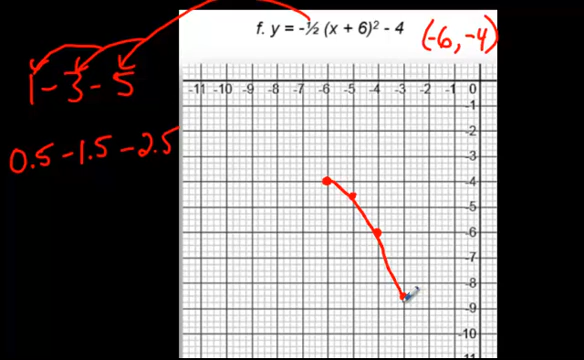 f. y = -½ (x + 6)² - 4
(-6, -4)
1 - 3 - 5
0.5 - 1.5 - 2.5
-11 -10 -9 -8 -7 -6 -5 -4 -3 -2 -1 0
-1
-2
-3
-4
-5
-6
-7
-8
-9
-10